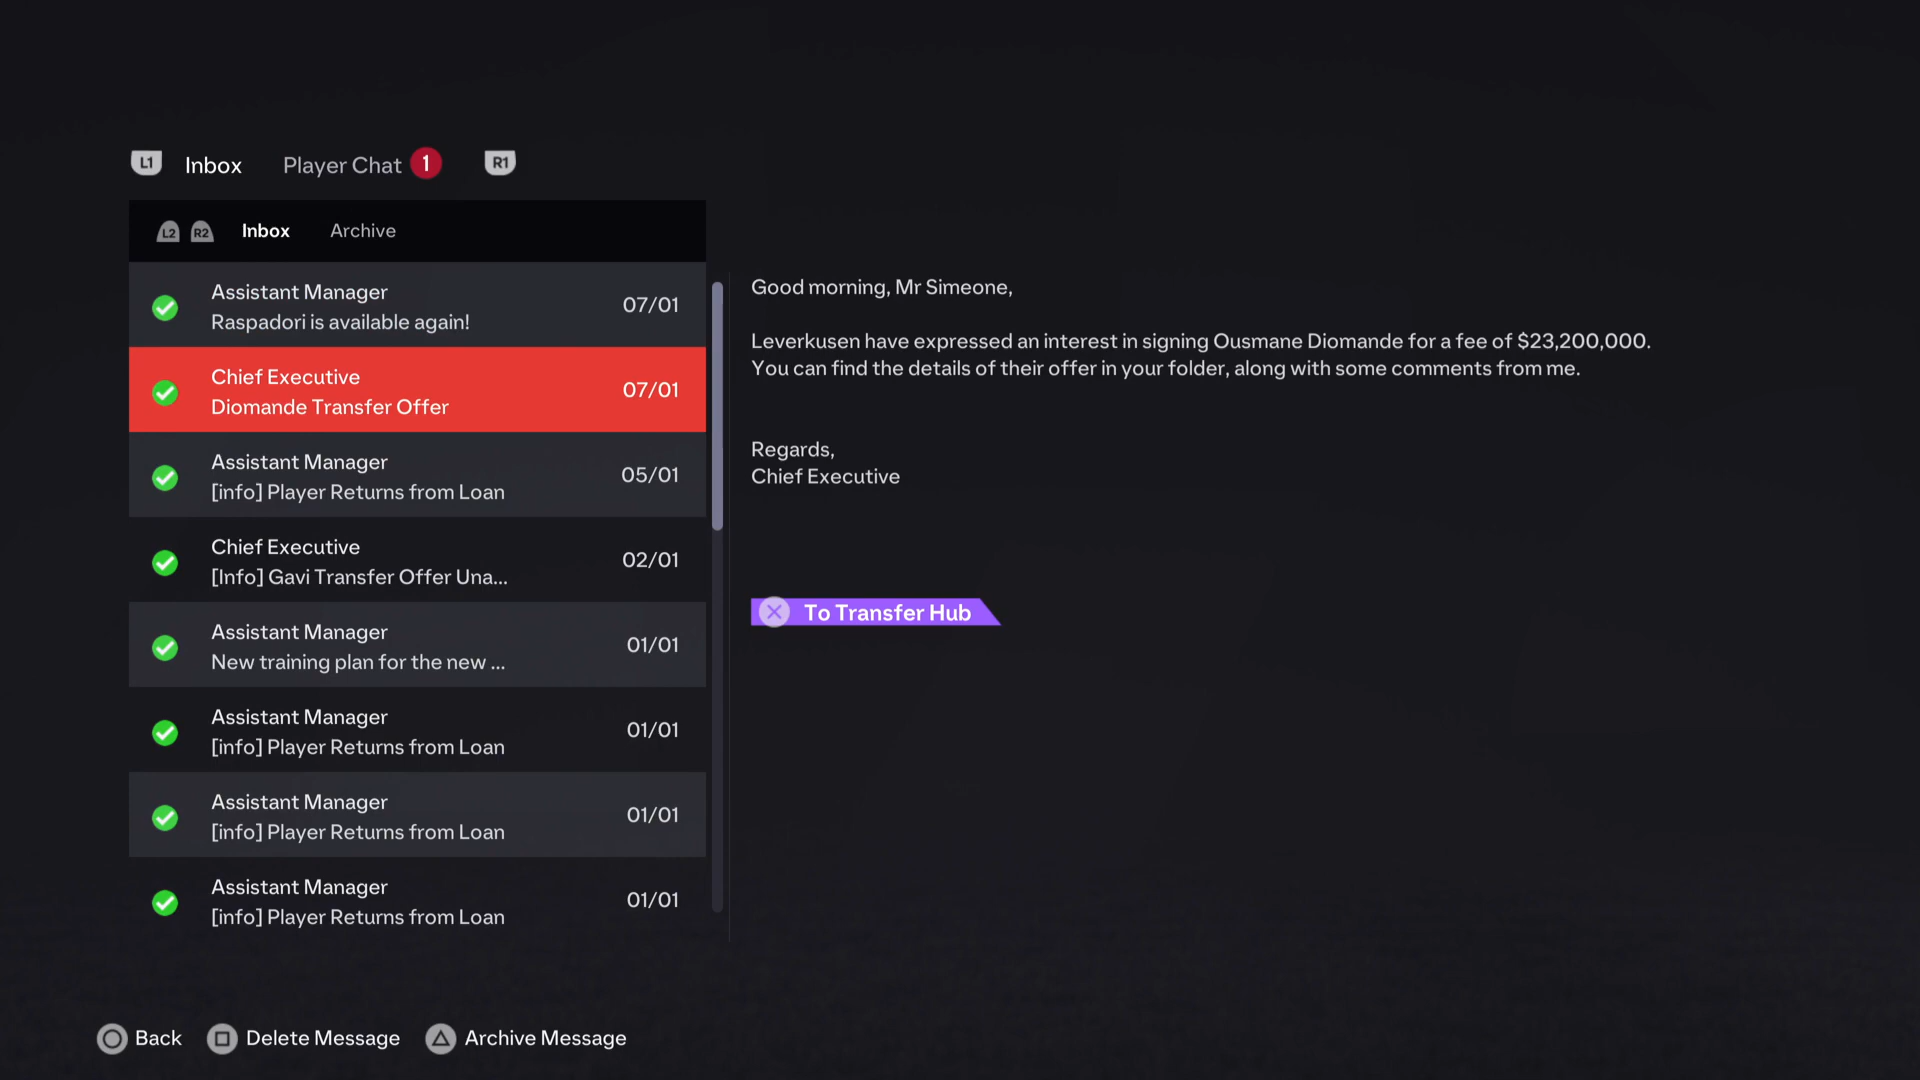 L1 Inbox Player Chat 1 R1
L2 R2 Inbox Archive
Assistant Manager
Raspadori is available again!
07/01
Chief Executive
Diomande Transfer Offer
07/01
Assistant Manager
[info] Player Returns from Loan
05/01
Chief Executive
[Info] Gavi Transfer Offer Una...
02/01
Assistant Manager
New training plan for the new ...
01/01
Assistant Manager
[info] Player Returns from Loan
01/01
Assistant Manager
[info] Player Returns from Loan
01/01
Assistant Manager
[info] Player Returns from Loan
01/01
Good morning, Mr Simeone,
Leverkusen have expressed an interest in signing Ousmane Diomande for a fee of $23,200,000.
You can find the details of their offer in your folder, along with some comments from me.
Regards,
Chief Executive
To Transfer Hub
Back Delete Message Archive Message